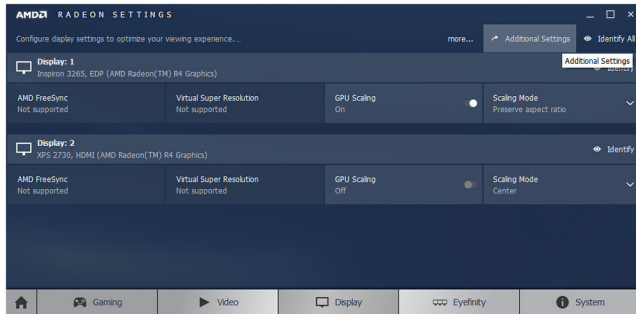 AMD RADEON SETTINGS
Configure display settings to optimize your viewing experience...
more... Additional Settings Identify All
Additional Settings
Display: 1
Inspiron 3265, EDP (AMD Radeon(TM) R4 Graphics)
AMD FreeSync Virtual Super Resolution GPU Scaling Scaling Mode
Not supported Not supported On Preserve aspect ratio
Display: 2
XPS 2730, HDMI (AMD Radeon(TM) R4 Graphics)
Identify
AMD FreeSync Virtual Super Resolution GPU Scaling Scaling Mode
Not supported Not supported Off Center
Gaming Video Display Eyefinity System